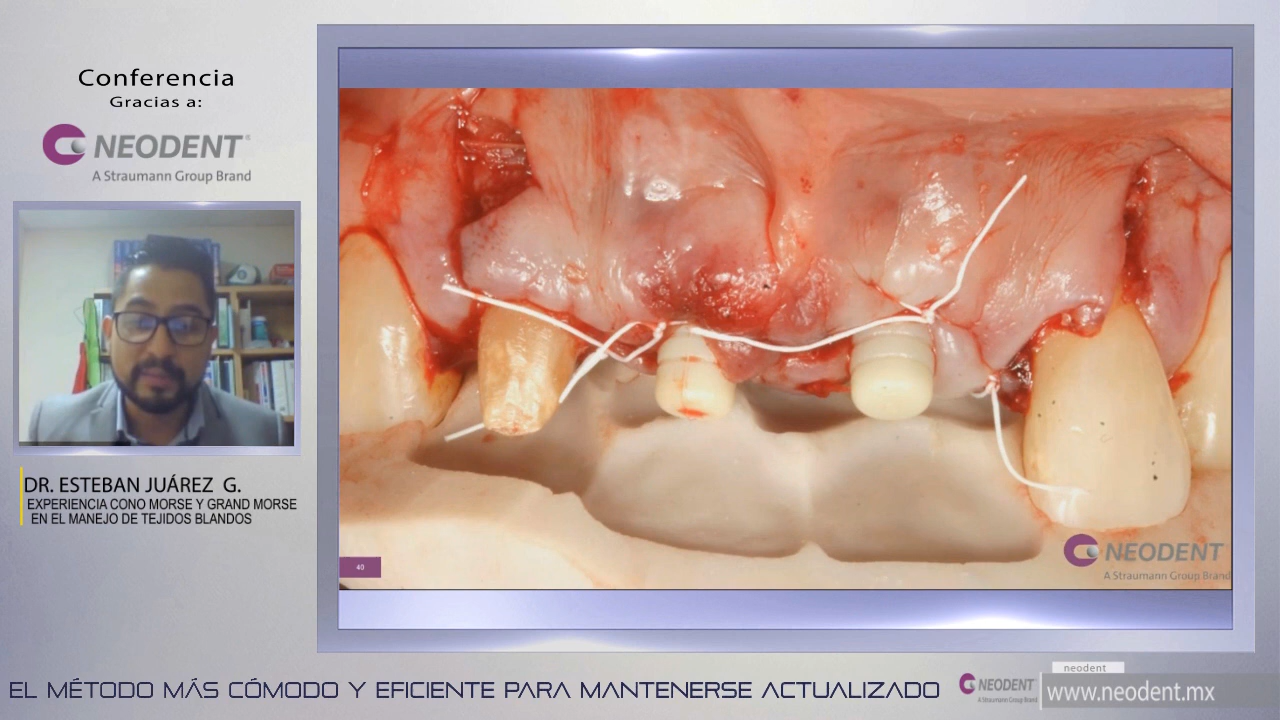 Conferencia
Gracias a:
NEODENT®
A Straumann Group Brand
DR. ESTEBAN JUÁREZ G.
EXPERIENCIA CONO MORSE Y GRAND MORSE
EN EL MANEJO DE TEJIDOS BLANDOS
40
NEODENT
A Straumann Group Brand
EL MÉTODO MÁS CÓMODO Y EFICIENTE PARA MANTENERSE ACTUALIZADO
NEODENT
A Straumann Group Brand
neodent
www.neodent.mx